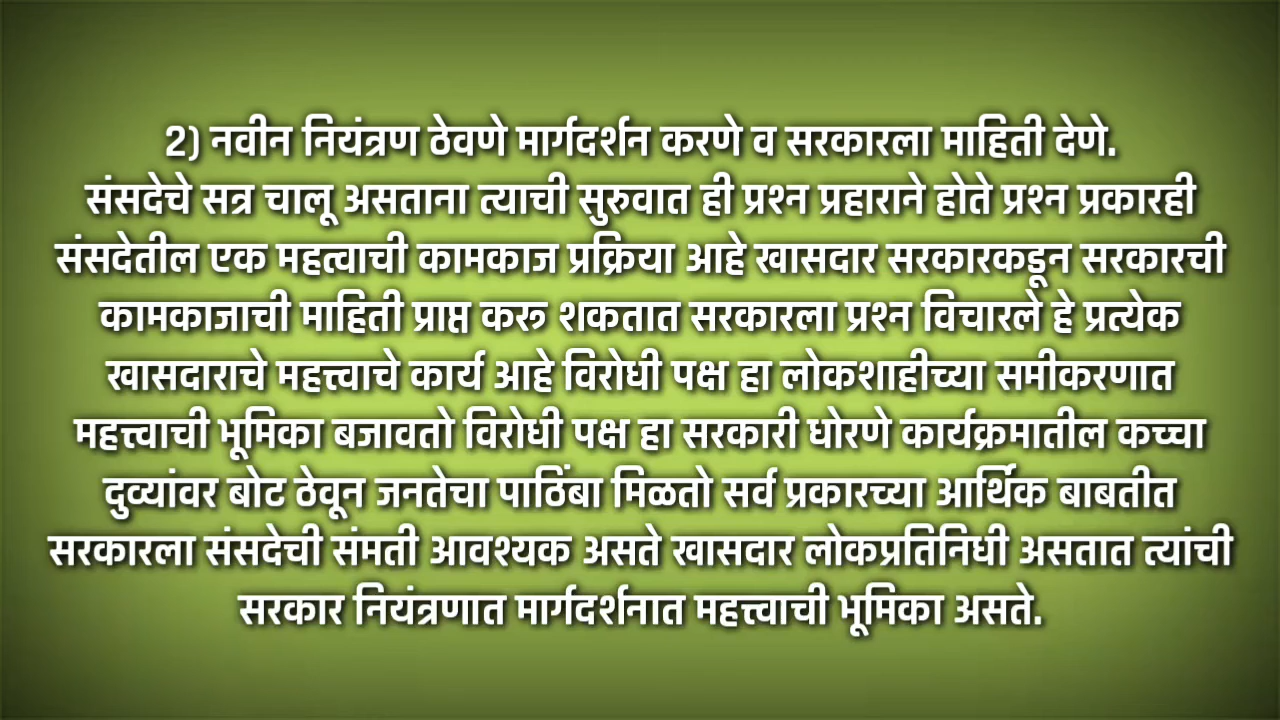 2) नवीन नियंत्रण ठेवणे मार्गदर्शन करणे व सरकारला माहिती देणे.
संसदेचे सत्र चालू असताना त्याची सुरुवात ही प्रश्न प्रहाराने होते प्रश्न प्रकारही
संसदेतील एक महत्वाची कामकाज प्रक्रिया आहे खासदार सरकारकडून सरकारची
कामकाजाची माहिती प्राप्त करू शकतात सरकारला प्रश्न विचारले हे प्रत्येक
खासदाराचे महत्त्वाचे कार्य आहे विरोधी पक्ष हा लोकशाहीच्या समीकरणात
महत्त्वाची भूमिका बजावतो विरोधी पक्ष हा सरकारी धोरणे कार्यक्रमातील कच्चा
दुव्यांवर बोट ठेवून जनतेचा पाठिंबा मिळतो सर्व प्रकारच्या आर्थिक बाबतीत
सरकारला संसदेची संमती आवश्यक असते खासदार लोकप्रतिनिधी असतात त्यांची
सरकार नियंत्रणात मार्गदर्शनात महत्त्वाची भूमिका असते.